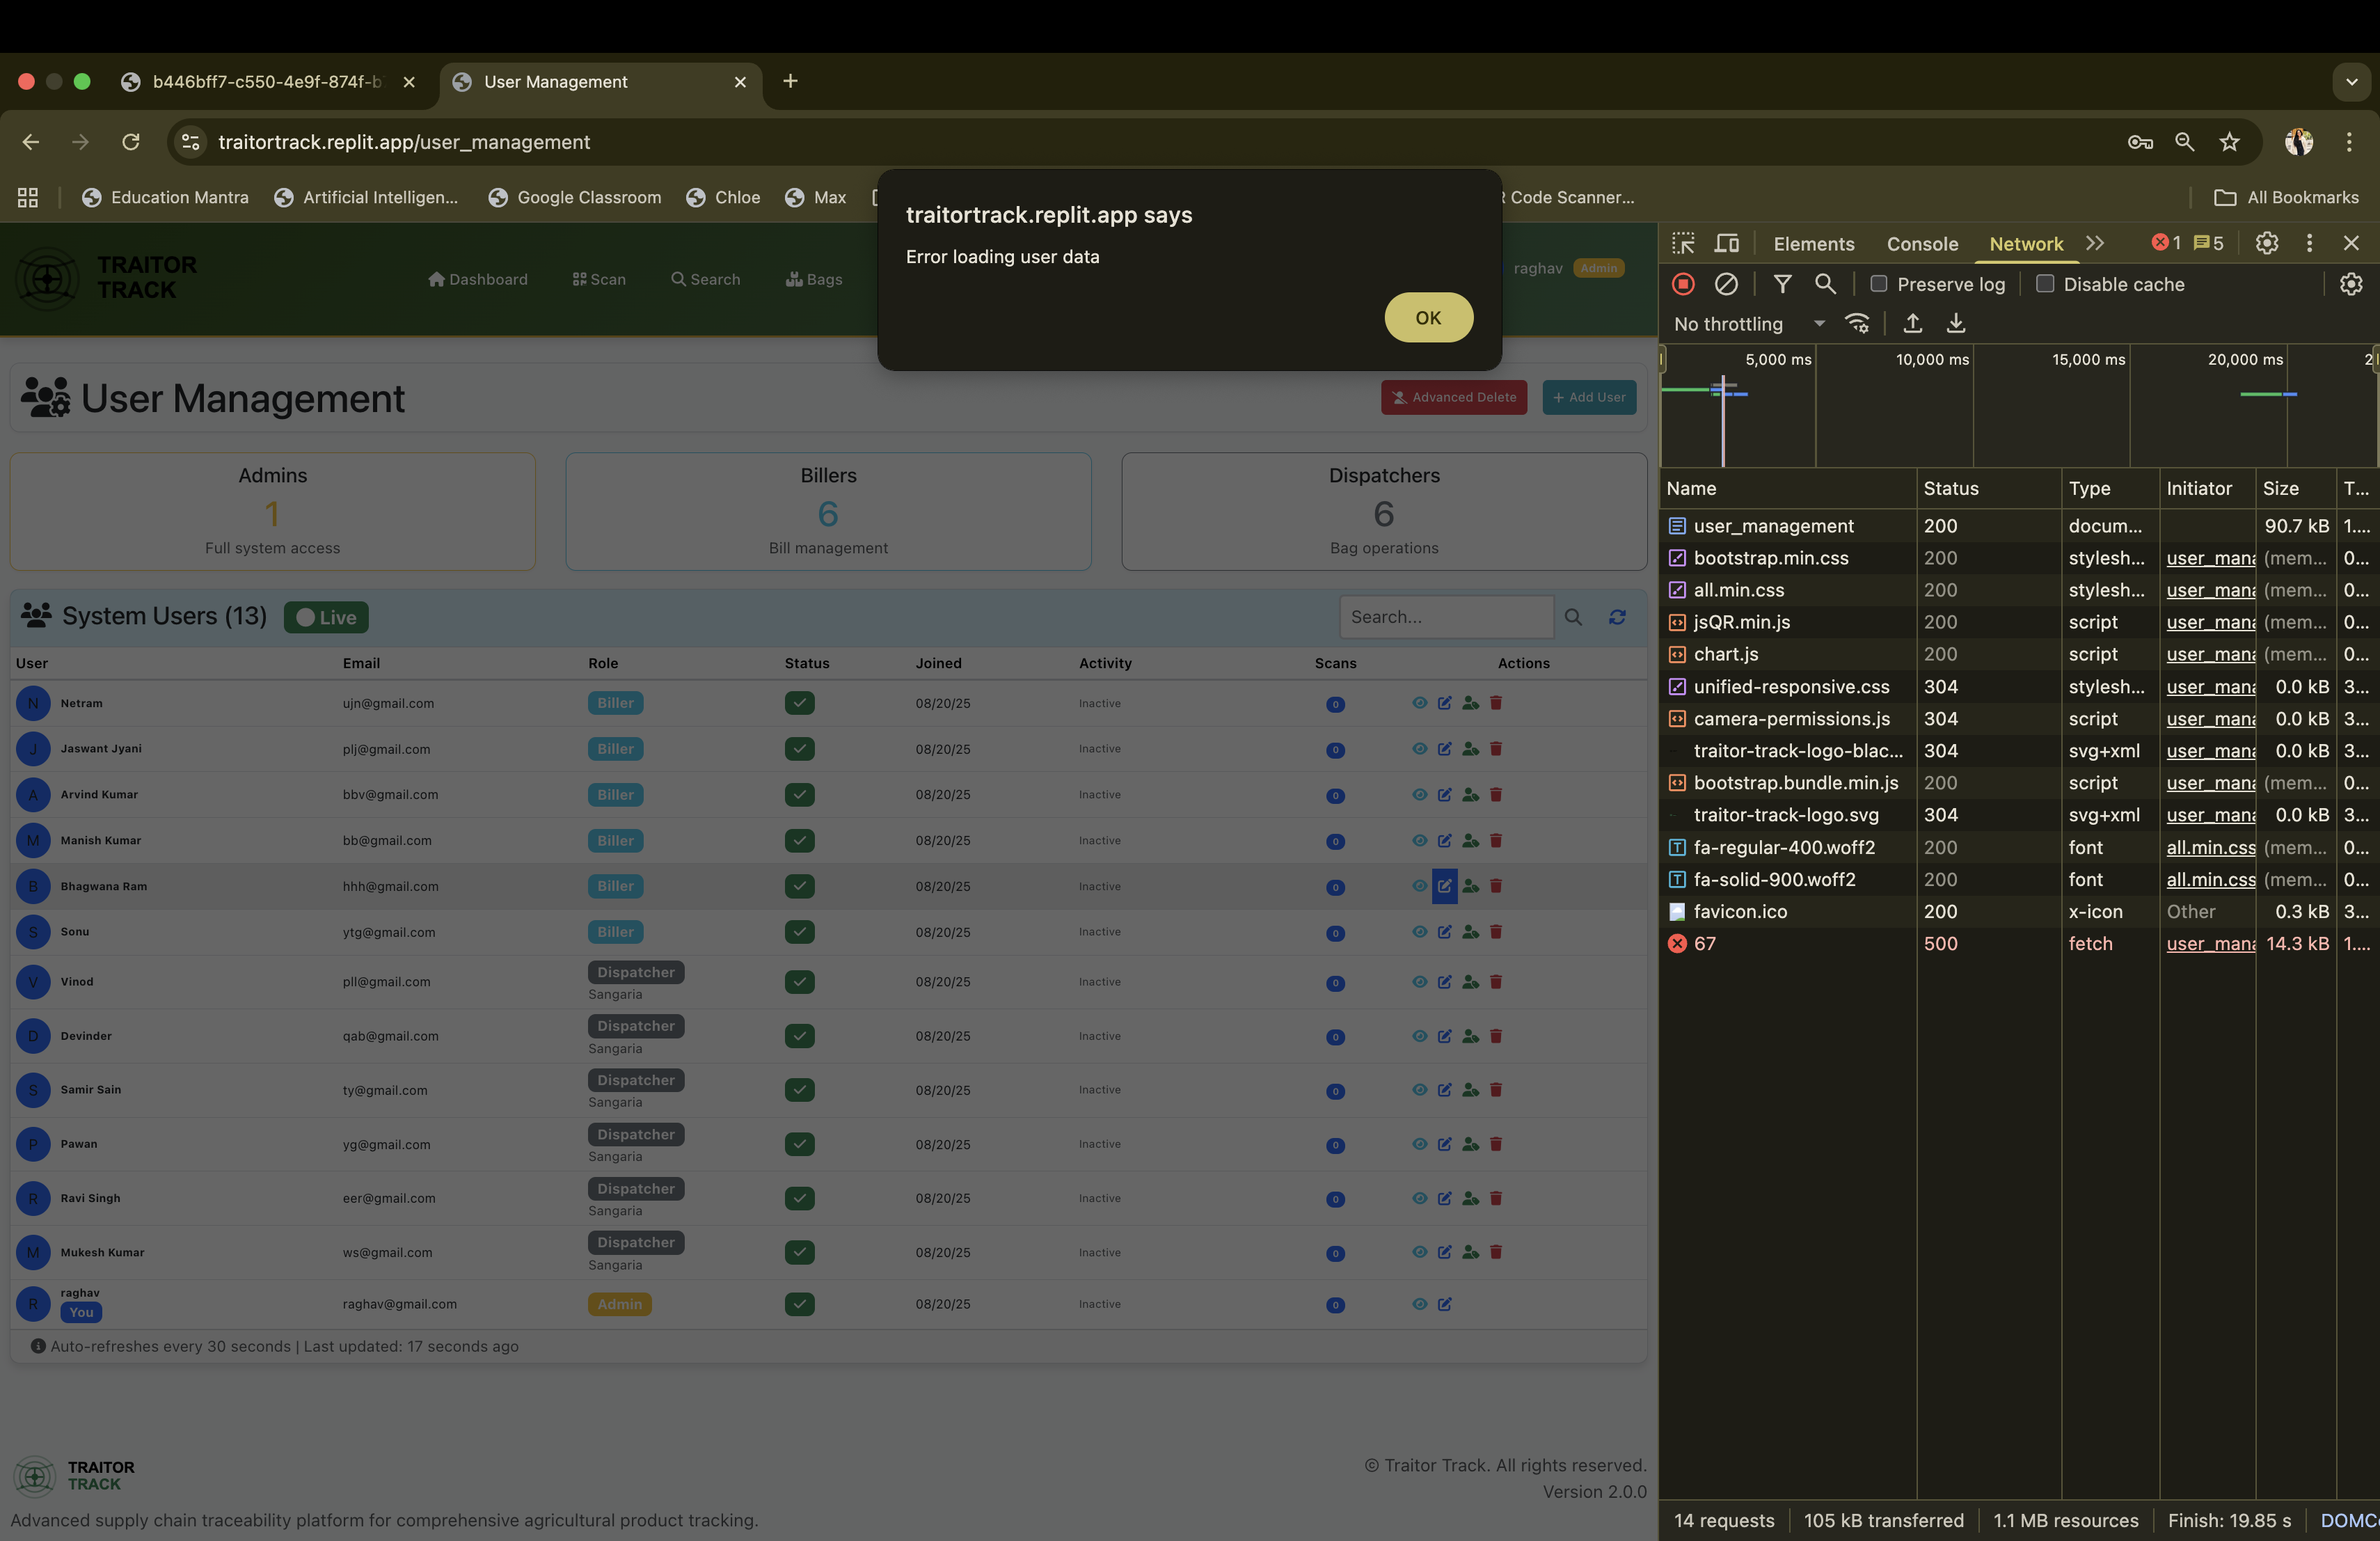 b446bff7-c550-4e9f-874f-b
User Management
traitortrack.replit.app/user_management
Education Mantra
Artificial Intelligen...
Google Classroom
Chloe
Max
Code Scanner...
All Bookmarks
traitortrack.replit.app says
Error loading user data
OK
TRAITOR
TRACK
Dashboard
Scan
Search
Bags
raghav Admin
User Management
Advanced Delete
+ Add User
Admins
1
Full system access
Billers
6
Bill management
Dispatchers
6
Bag operations
System Users (13) Live
Search...
User Email Role Status Joined Activity Scans Actions
N Netram ujn@gmail.com Biller 08/20/25 Inactive 0
J Jaswant Jyani plj@gmail.com Biller 08/20/25 Inactive 0
A Arvind Kumar bbv@gmail.com Biller 08/20/25 Inactive 0
M Manish Kumar bb@gmail.com Biller 08/20/25 Inactive 0
B Bhagwana Ram hhh@gmail.com Biller 08/20/25 Inactive 0
S Sonu ytg@gmail.com Biller 08/20/25 Inactive 0
V Vinod pll@gmail.com Dispatcher 08/20/25 Inactive 0
Sangaria
D Devinder qab@gmail.com Dispatcher 08/20/25 Inactive 0
Sangaria
S Samir Sain ty@gmail.com Dispatcher 08/20/25 Inactive 0
Sangaria
P Pawan yg@gmail.com Dispatcher 08/20/25 Inactive 0
Sangaria
R Ravi Singh eer@gmail.com Dispatcher 08/20/25 Inactive 0
Sangaria
M Mukesh Kumar ws@gmail.com Dispatcher 08/20/25 Inactive 0
Sangaria
R raghav raghav@gmail.com Admin 08/20/25 Inactive 0
You
Auto-refreshes every 30 seconds | Last updated: 17 seconds ago
TRAITOR
TRACK
© Traitor Track. All rights reserved.
Version 2.0.0
Advanced supply chain traceability platform for comprehensive agricultural product tracking.
Elements Console Network 1 5
Preserve log Disable cache
No throttling
5,000 ms 10,000 ms 15,000 ms 20,000 ms 2
Name Status Type Initiator Size T...
user_management 200 docum... 90.7 kB 1....
bootstrap.min.css 200 stylesh... user_mana (mem... 0...
all.min.css 200 stylesh... user_mana (mem... 0...
jsQR.min.js 200 script user_mana (mem... 0...
chart.js 200 script user_mana (mem... 0...
unified-responsive.css 304 stylesh... user_mana 0.0 kB 3...
camera-permissions.js 304 script user_mana 0.0 kB 3...
traitor-track-logo-blac... 304 svg+xml user_mana 0.0 kB 3...
bootstrap.bundle.min.js 200 script user_mana (mem... 0...
traitor-track-logo.svg 304 svg+xml user_mana 0.0 kB 3...
fa-regular-400.woff2 200 font all.min.css (mem... 0...
fa-solid-900.woff2 200 font all.min.css (mem... 0...
favicon.ico 200 x-icon Other 0.3 kB 3...
67 500 fetch user_mana 14.3 kB 1....
14 requests 105 kB transferred 1.1 MB resources Finish: 19.85 s DOMC